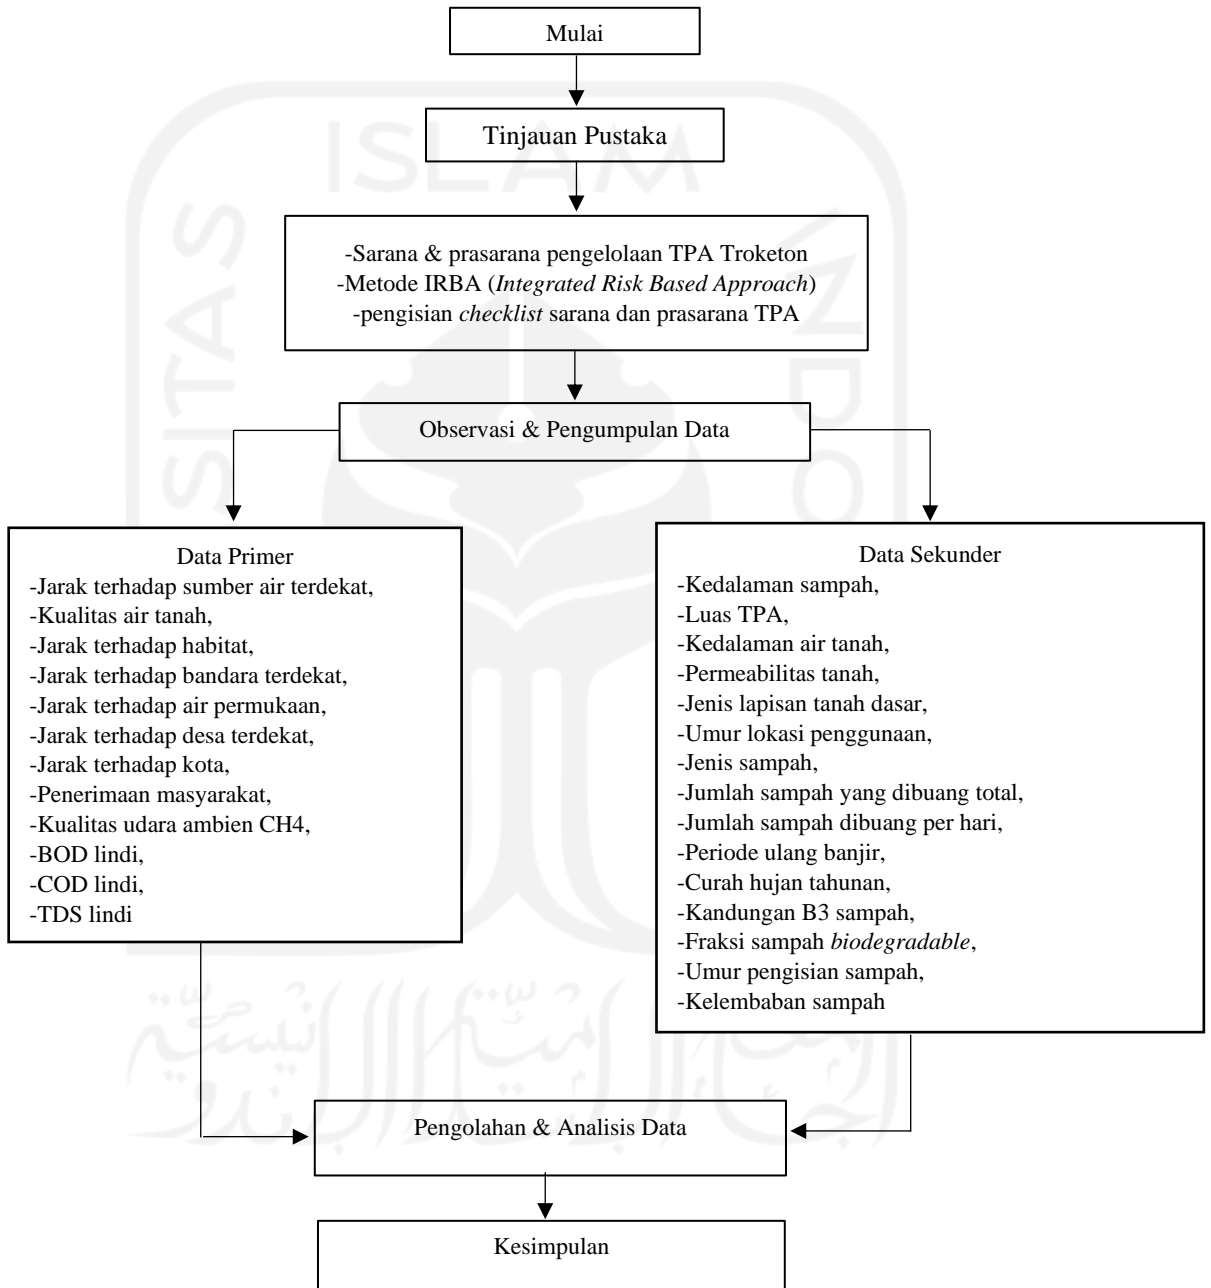 Mulai
Tinjauan Pustaka
-Sarana & prasarana pengelolaan TPA Troketon
-Metode IRBA (Integrated Risk Based Approach)
-pengisian checklist sarana dan prasarana TPA
Observasi & Pengumpulan Data
Data Primer
-Jarak terhadap sumber air terdekat,
-Kualitas air tanah,
-Jarak terhadap habitat,
-Jarak terhadap bandara terdekat,
-Jarak terhadap air permukaan,
-Jarak terhadap desa terdekat,
-Jarak terhadap kota,
-Penerimaan masyarakat,
-Kualitas udara ambien CH4,
-BOD lindi,
-COD lindi,
-TDS lindi
Data Sekunder
-Kedalaman sampah,
-Luas TPA,
-Kedalaman air tanah,
-Permeabilitas tanah,
-Jenis lapisan tanah dasar,
-Umur lokasi penggunaan,
-Jenis sampah,
-Jumlah sampah yang dibuang total,
-Jumlah sampah dibuang per hari,
-Periode ulang banjir,
-Curah hujan tahunan,
-Kandungan B3 sampah,
-Fraksi sampah biodegradable,
-Umur pengisian sampah,
-Kelembaban sampah
Pengolahan & Analisis Data
Kesimpulan
SITAS
ISLAM
INDO